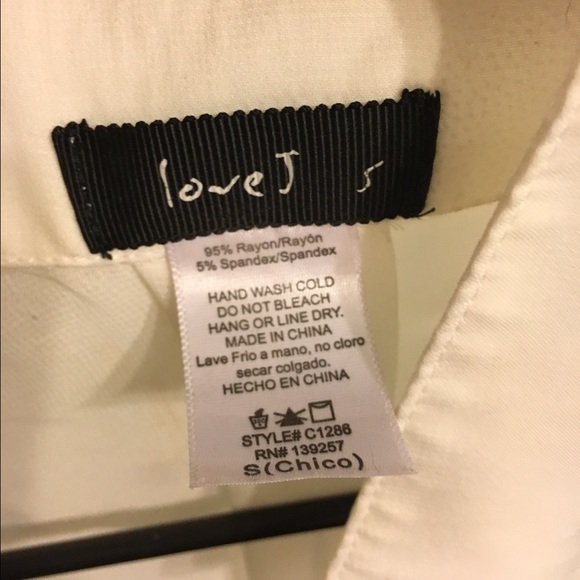 loveJ s
95% Rayon/Rayón
5% Spandex/Spandex
HAND WASH COLD
DO NOT BLEACH
HANG OR LINE DRY.
MADE IN CHINA
Lave Frio a mano, no cloro
secar colgado.
HECHO EN CHINA
STYLE# C1286
RN# 139257
S(Chico)